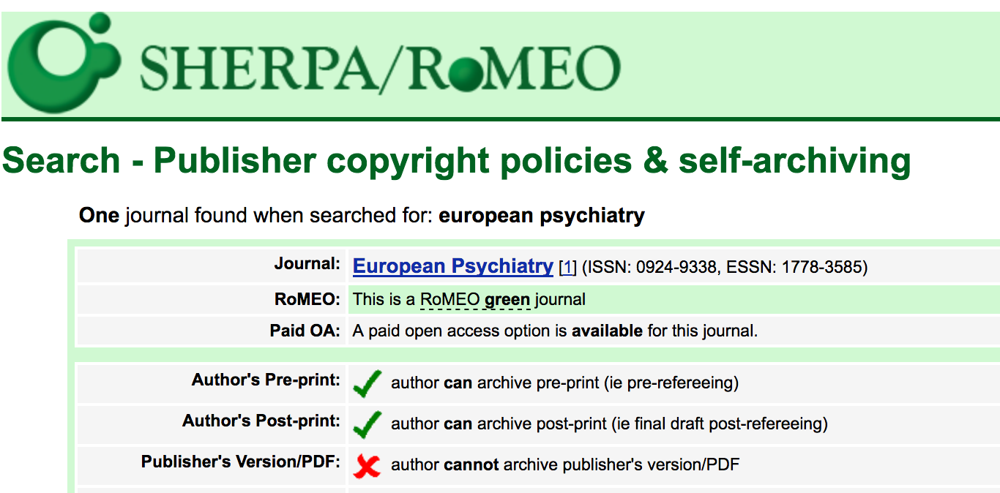 SHERPA/RoMEO
Search - Publisher copyright policies & self-archiving
One journal found when searched for: european psychiatry
Journal: European Psychiatry [1] (ISSN: 0924-9338, ESSN: 1778-3585)
RoMEO: This is a RoMEO green journal
Paid OA: A paid open access option is available for this journal.
Author's Pre-print: author can archive pre-print (ie pre-refereeing)
Author's Post-print: author can archive post-print (ie final draft post-refereeing)
Publisher's Version/PDF: author cannot archive publisher's version/PDF